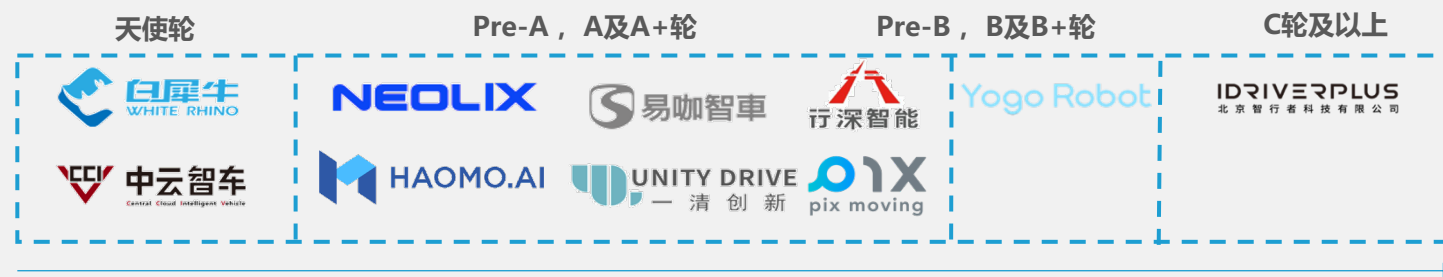 天使轮
Pre-A ，A及A+轮
Pre-B ，B及B+轮
C轮及以上
白犀牛
WHITE RHINO
NEOLIX
易咖智車
行深智能
Yogo Robot
IDRIVERPLUS
北京智行者科技有限公司
CCI
中云智车
Central Cloud Intelligent Vehicle
HAOMO.AI
UNITY DRIVE
一清创新
PIX
pix moving